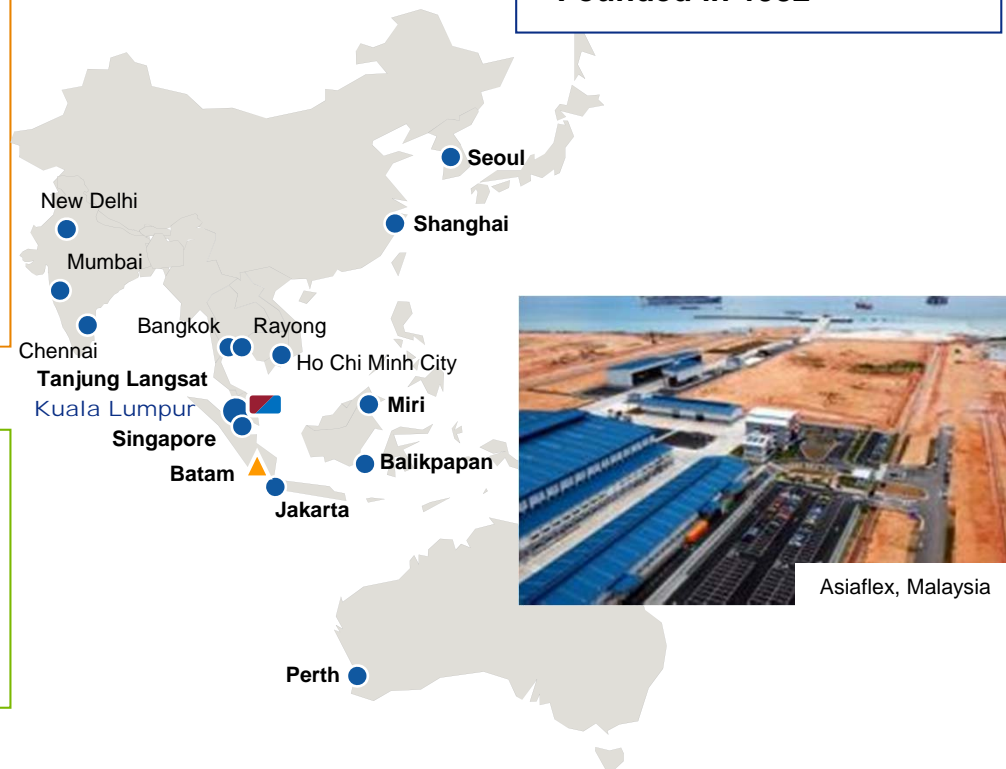 Seoul
Shanghai
New Delhi
Mumbai
Chennai
Bangkok
Rayong
Ho Chi Minh City
Tanjung Langsat
Kuala Lumpur
Singapore
Miri
Batam
Balikpapan
Jakarta
Asiaflex, Malaysia
Perth